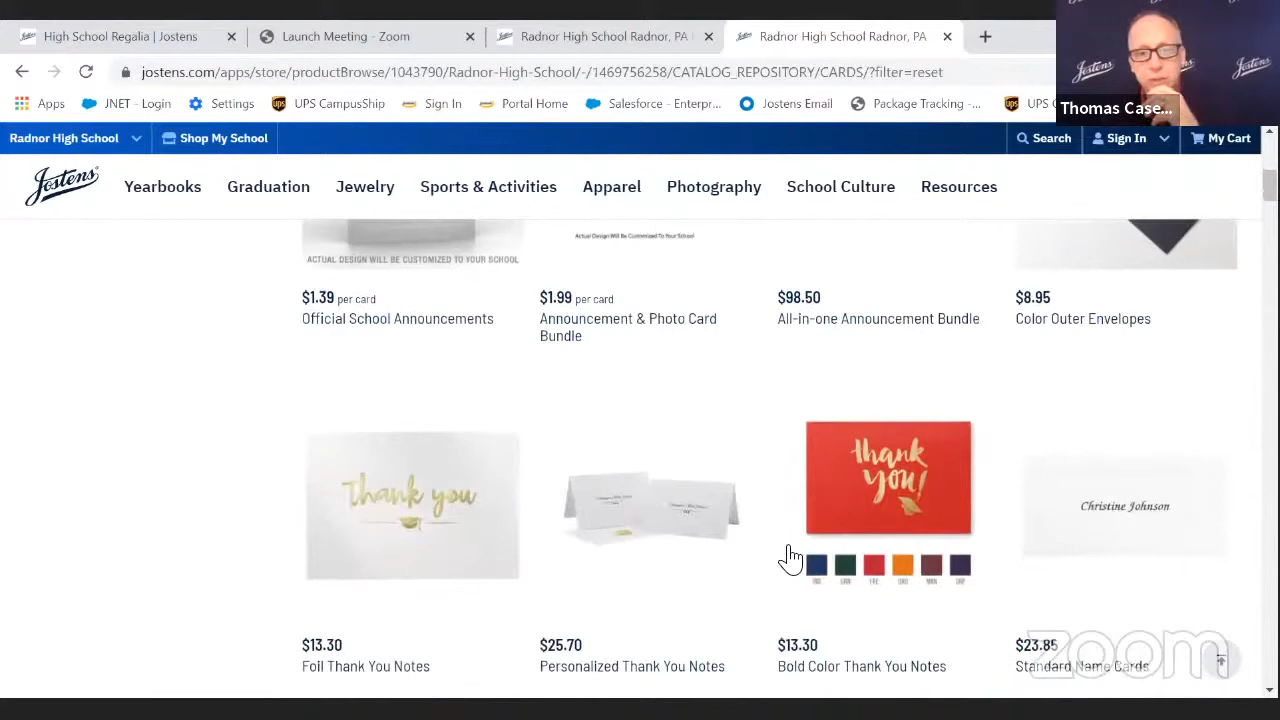 High School Regalia | Jostens
Launch Meeting - Zoom
Radnor High School Radnor, PA |
Radnor High School Radnor, PA
jostens.com/apps/store/productBrowse/1043790/Radnor-High-School/-/1469756258/CATALOG_REPOSITORY/CARDS/?filter=reset
Apps JNET - Login Settings UPS CampusShip Sign In Portal Home Salesforce - Enterpr... Jostens Email Package Tracking -...
Jostens
Thomas Case...
Radnor High School Shop My School Search Sign In My Cart
Jostens
Yearbooks Graduation Jewelry Sports & Activities Apparel Photography School Culture Resources
ACTUAL DESIGN WILL BE CUSTOMIZED TO YOUR SCHOOL
Actual Design Will Be Customized To Your School
$1.39 per card
Official School Announcements
$1.99 per card
Announcement & Photo Card
Bundle
$98.50
All-in-one Announcement Bundle
$8.95
Color Outer Envelopes
Thank you
thank
you!
Christine Johnson
$13.30
Foil Thank You Notes
$25.70
Personalized Thank You Notes
$13.30
Bold Color Thank You Notes
$23.85
Standard Name Cards
zoom